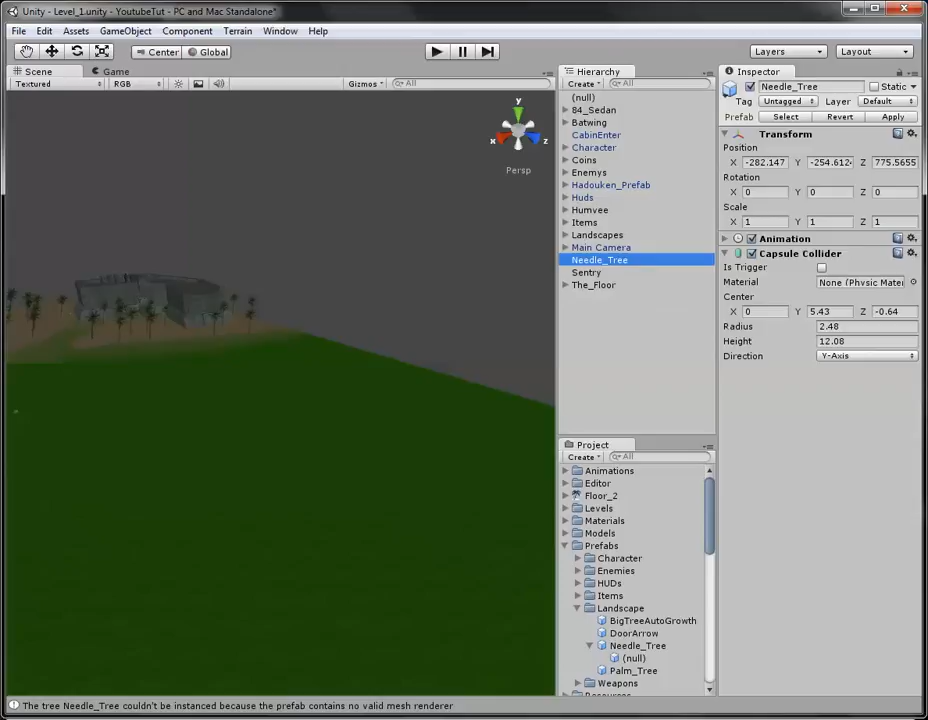 Unity - Level_1.unity - YoutubeTut - PC and Mac Standalone*
File Edit Assets GameObject Component Terrain Window Help
Center Global Layers Layout
Scene Game
Textured RGB Gizmos All
y
x z
Persp
Hierarchy
Create All
(null)
84_Sedan
Batwing
CabinEnter
Character
Coins
Enemys
Hadouken_Prefab
Huds
Humvee
Items
Landscapes
Main Camera
Needle_Tree
Sentry
The_Floor
Project
Create All
Animations
Editor
Floor_2
Levels
Materials
Models
Prefabs
Character
Enemies
HUDs
Items
Landscape
BigTreeAutoGrowth
DoorArrow
Needle_Tree
(null)
Palm_Tree
Weapons
Inspector
Needle_Tree Static
Tag Untagged Layer Default
Prefab Select Revert Apply
Transform
Position
X -282.147 Y -254.612 Z 775.5655
Rotation
X 0 Y 0 Z 0
Scale
X 1 Y 1 Z 1
Animation
Capsule Collider
Is Trigger
Material None (Physic Mate
Center
X 0 Y 5.43 Z -0.64
Radius 2.48
Height 12.08
Direction Y-Axis
The tree Needle_Tree couldn't be instanced because the prefab contains no valid mesh renderer